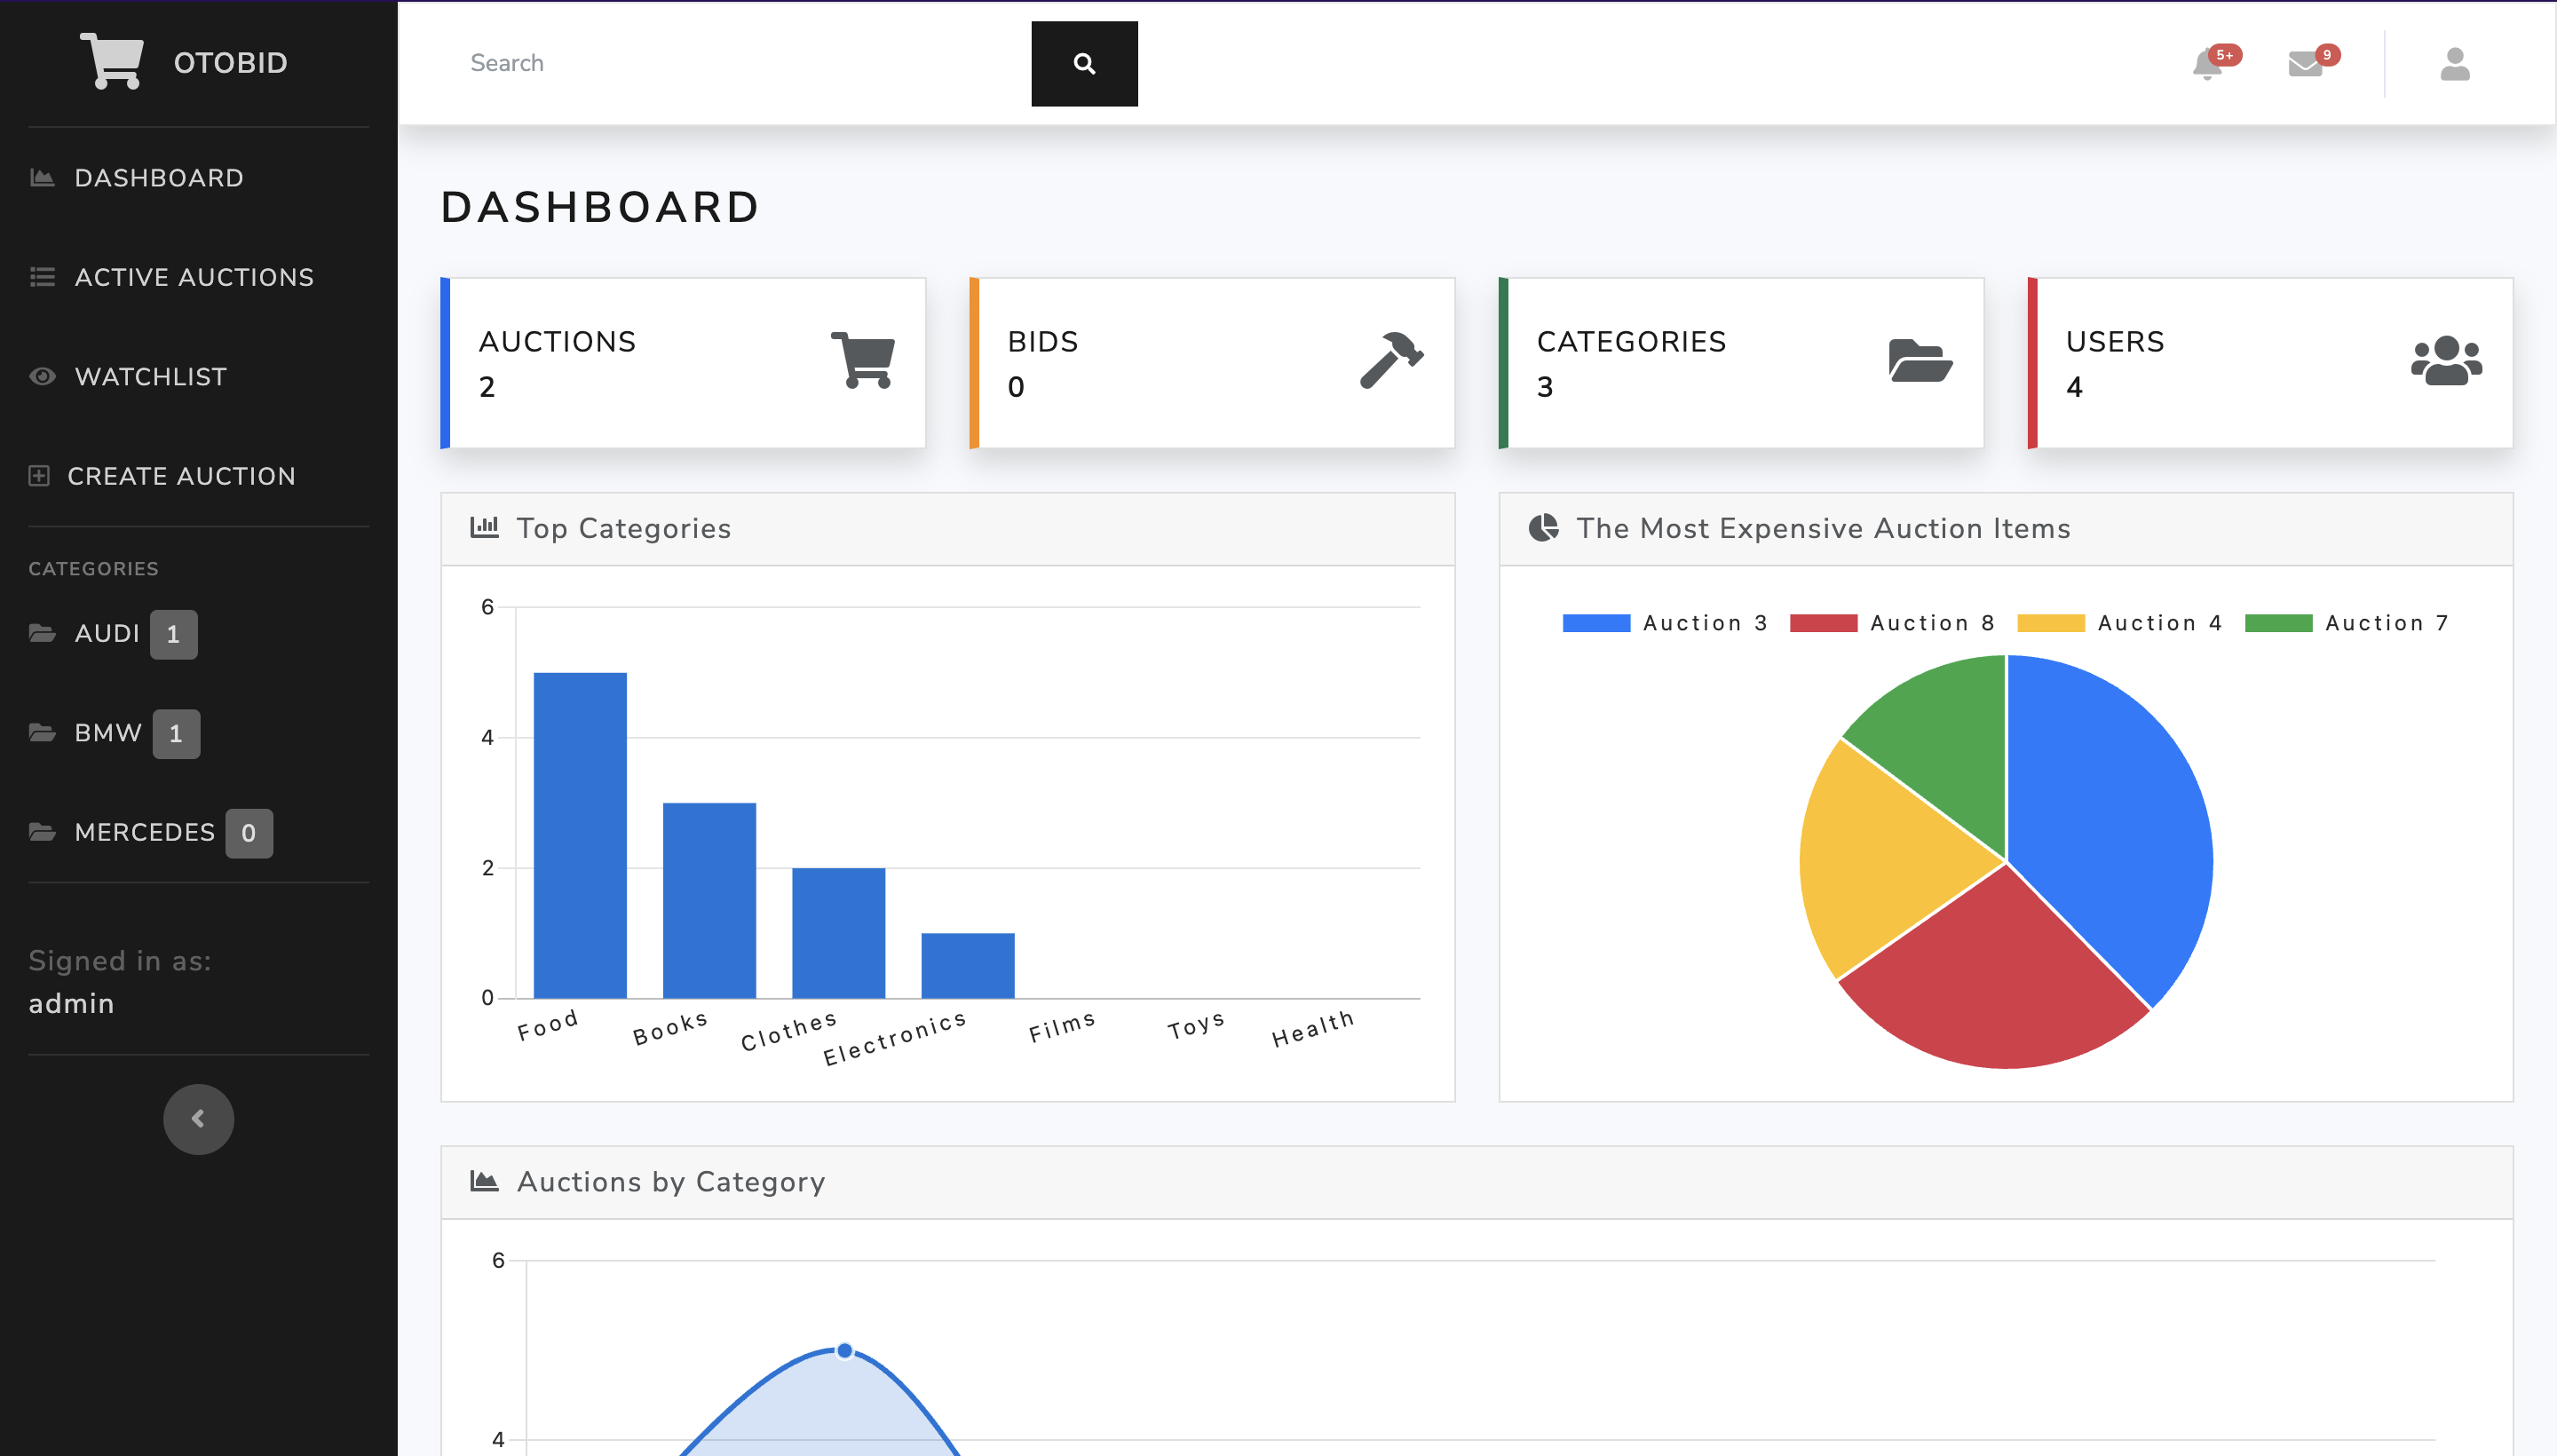 OTOBID
Search
5+
9
DASHBOARD
ACTIVE AUCTIONS
WATCHLIST
CREATE AUCTION
CATEGORIES
AUDI 1
BMW 1
MERCEDES 0
Signed in as:
admin
DASHBOARD
AUCTIONS
2
BIDS
0
CATEGORIES
3
USERS
4
Top Categories
6
4
2
0
Food
Books
Clothes
Electronics
Films
Toys
Health
The Most Expensive Auction Items
Auction 3
Auction 8
Auction 4
Auction 7
Auctions by Category
6
4